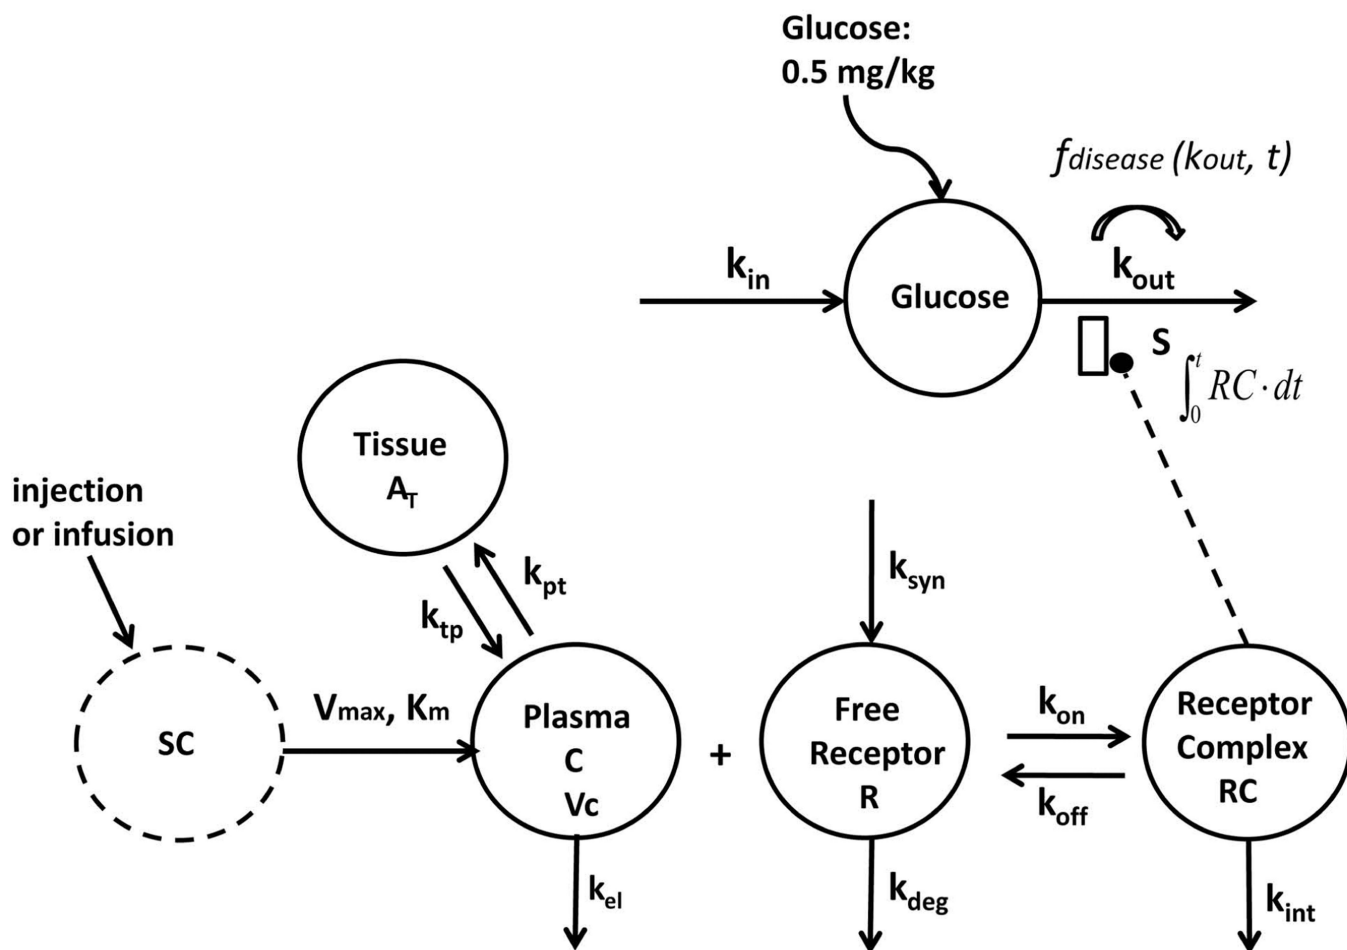 Glucose:
0.5 mg/kg
fdisease (kout, t)
kin
kout
Glucose
S
∫₀ᵗ RC · dt
Tissue
AT
injection
or infusion
kpt
ktp
ksyn
SC
Vmax, Km
Plasma
C
Vc
+
Free
Receptor
R
kon
koff
Receptor
Complex
RC
kel
kdeg
kint